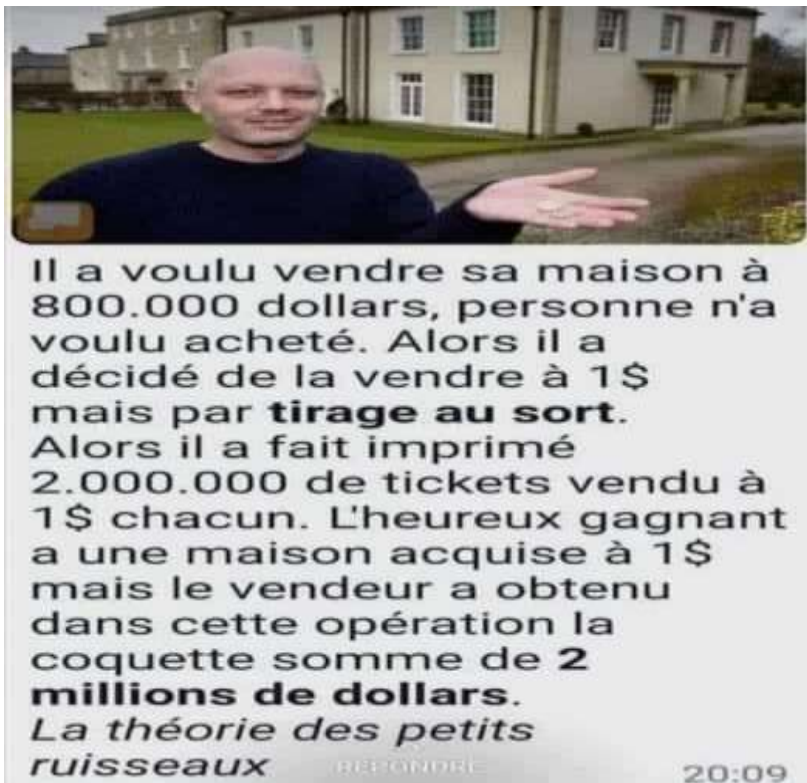 Il a voulu vendre sa maison à
800.000 dollars, personne n'a
voulu acheté. Alors il a
décidé de la vendre à 1$
mais par tirage au sort.
Alors il a fait imprimé
2.000.000 de tickets vendu à
1$ chacun. L'heureux gagnant
a une maison acquise à 1$
mais le vendeur a obtenu
dans cette opération la
coquette somme de 2
millions de dollars.
La théorie des petits
ruisseaux RÉPONDRE 20:09